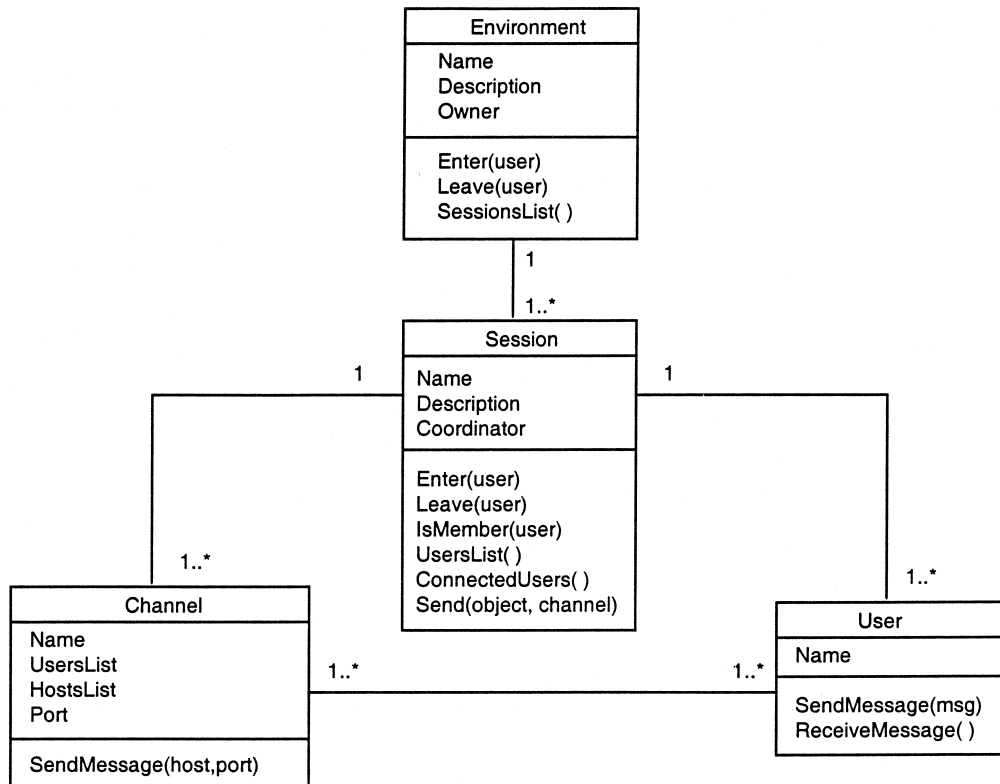 Environment
Name
Description
Owner
Enter(user)
Leave(user)
SessionsList( )
1
1..*
Session
1
1
Name
Description
Coordinator
Enter(user)
Leave(user)
IsMember(user)
UsersList( )
ConnectedUsers( )
Send(object, channel)
1..*
1..*
Channel
Name
UsersList
HostsList
Port
SendMessage(host,port)
1..*
1..*
User
Name
SendMessage(msg)
ReceiveMessage( )